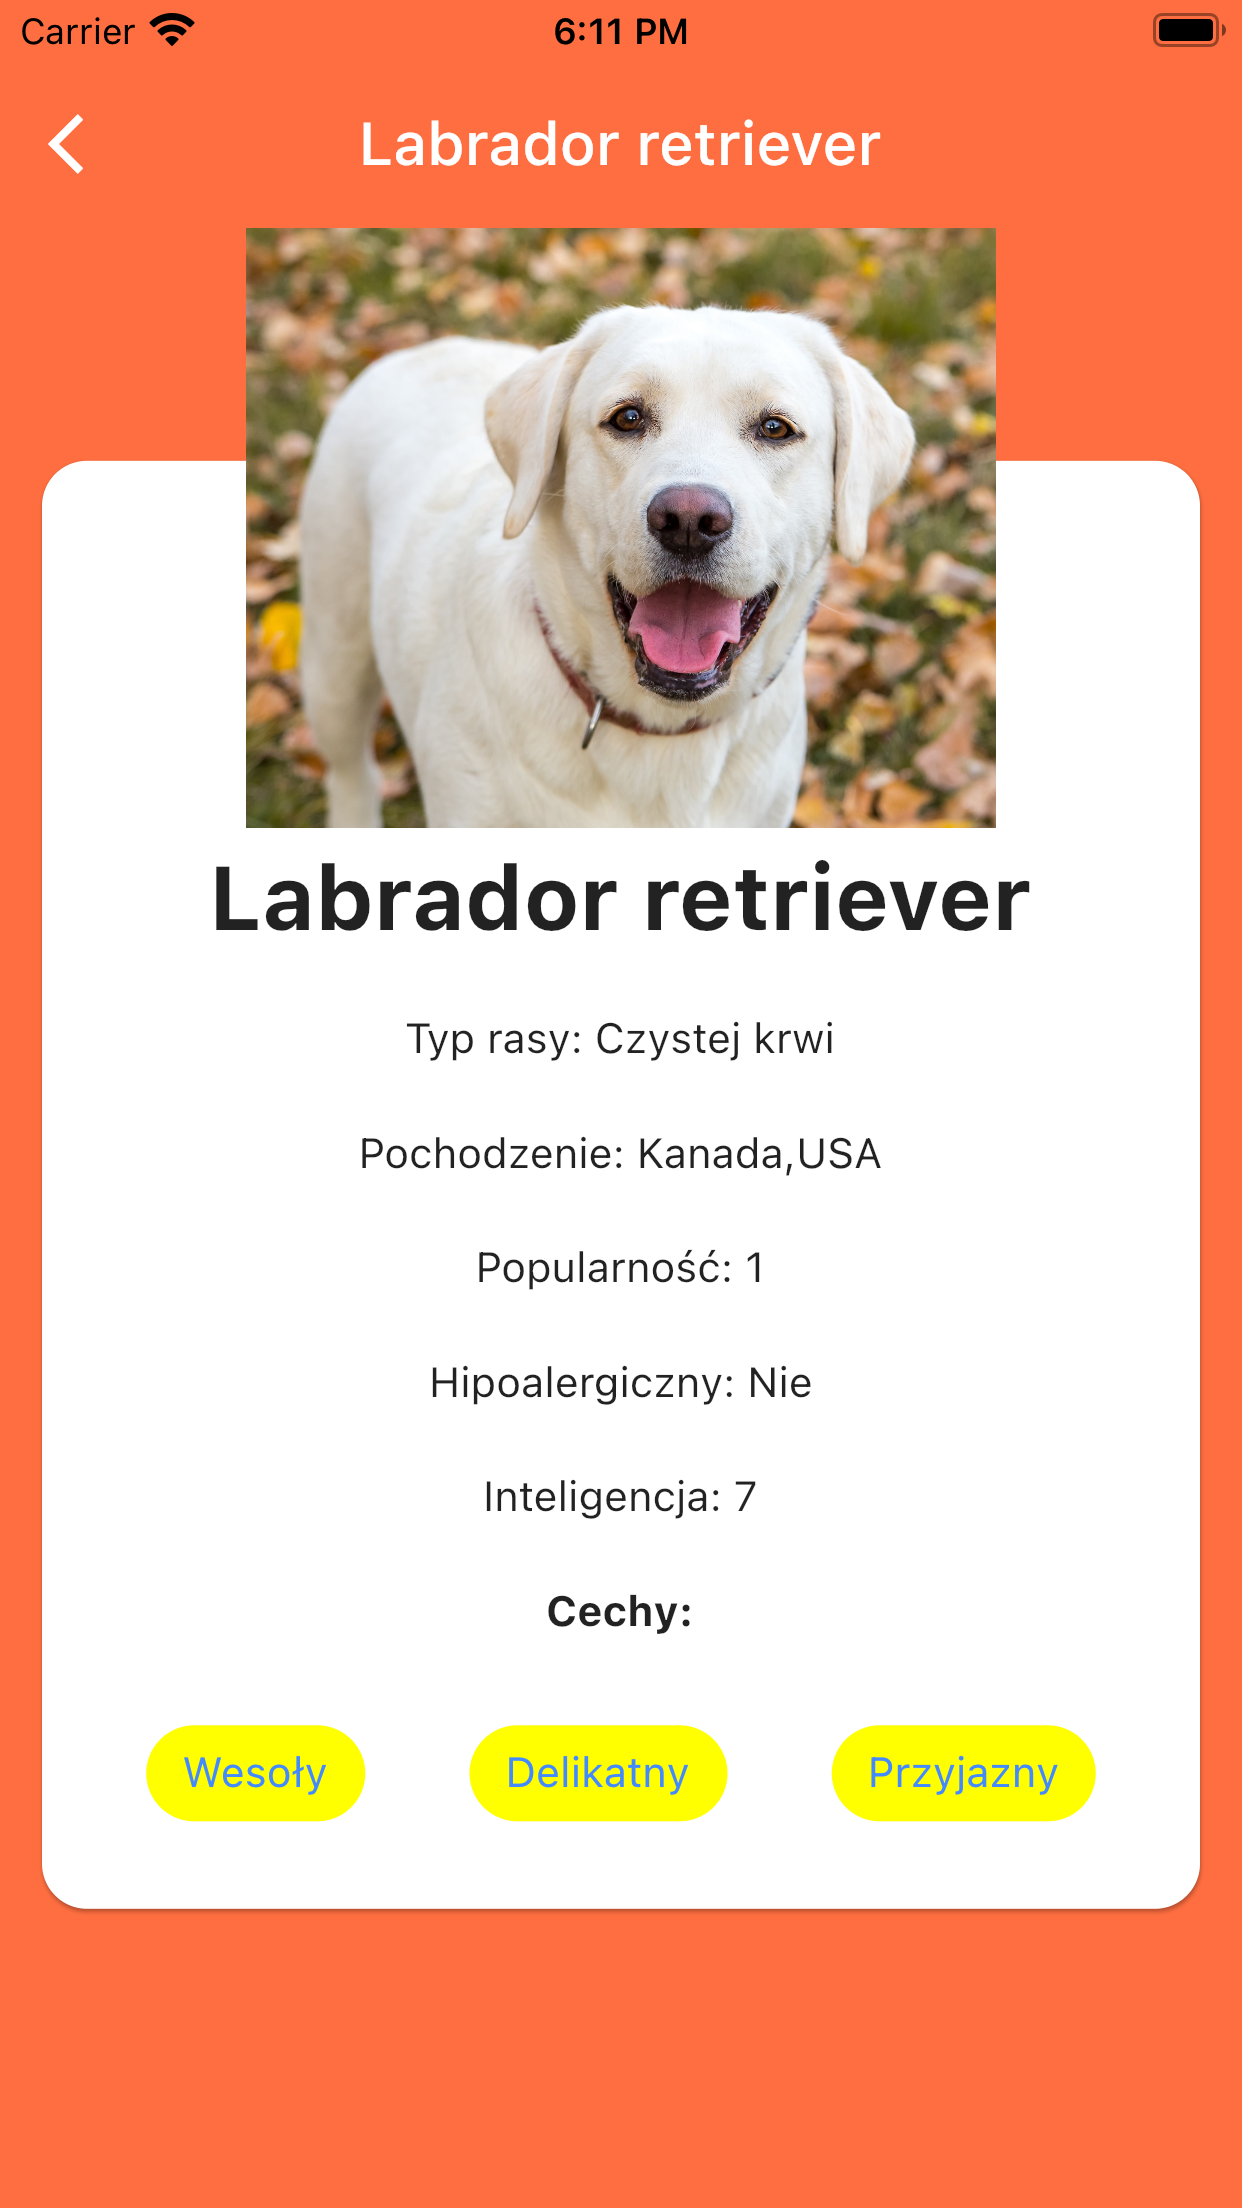 Carrier
6:11 PM
Labrador retriever
Labrador retriever
Typ rasy: Czystej krwi
Pochodzenie: Kanada,USA
Popularność: 1
Hipoalergiczny: Nie
Inteligencja: 7
Cechy:
Wesoły
Delikatny
Przyjazny